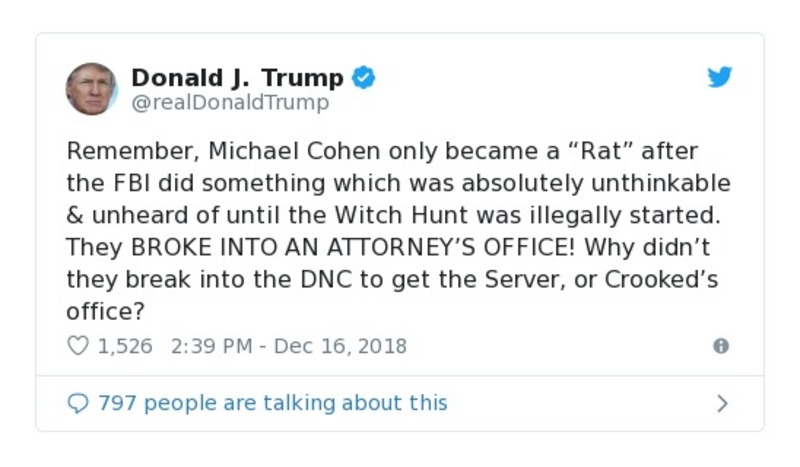 Donald J. Trump
@realDonaldTrump
Remember, Michael Cohen only became a “Rat” after
the FBI did something which was absolutely unthinkable
& unheard of until the Witch Hunt was illegally started.
They BROKE INTO AN ATTORNEY’S OFFICE! Why didn’t
they break into the DNC to get the Server, or Crooked’s
office?
1,526 2:39 PM - Dec 16, 2018
797 people are talking about this